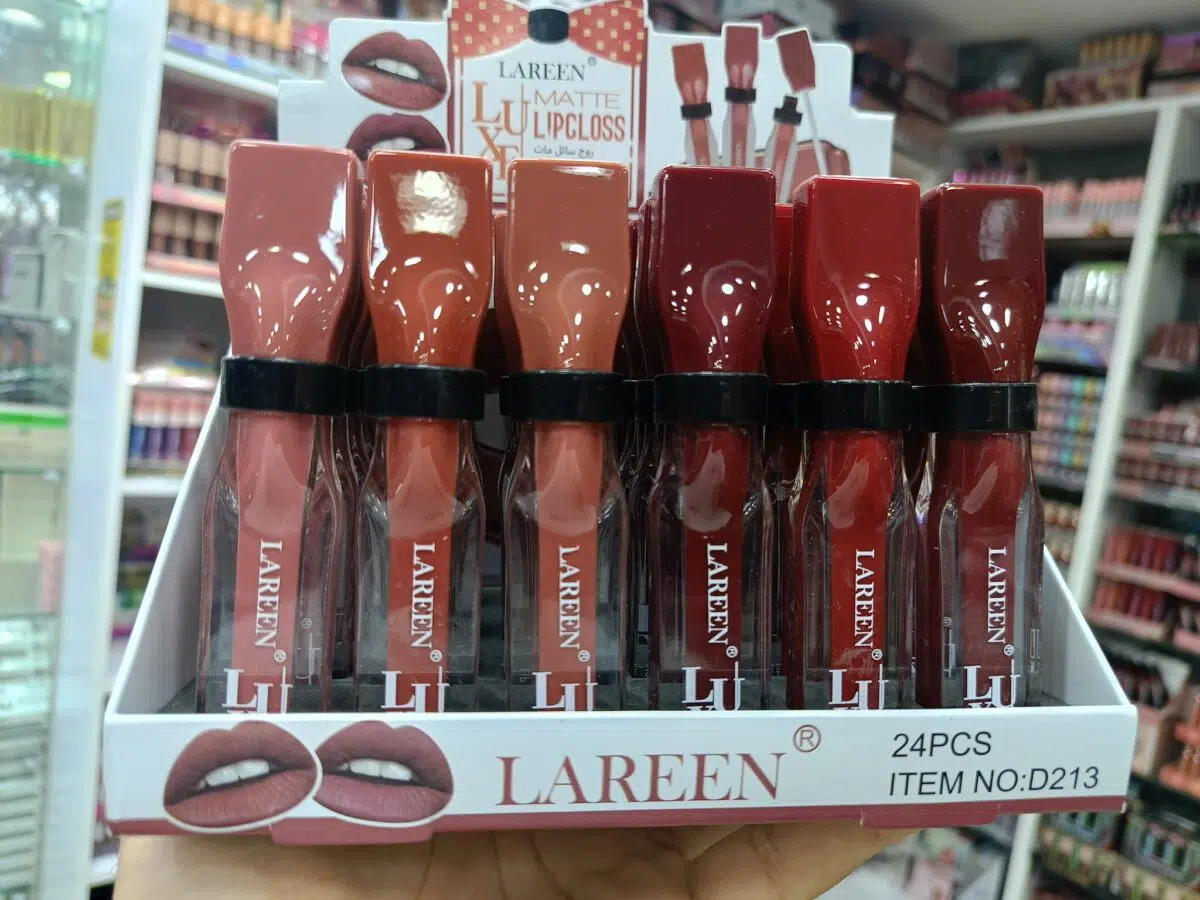 LAREEN®
LUXE
MATTE
LIPGLOSS
روج سائل مات
LAREEN®
LU
LAREEN®
LU
LAREEN®
LU
LAREEN®
LU
LAREEN®
LU
LAREEN®
LU
LAREEN®
24PCS
ITEM NO:D213